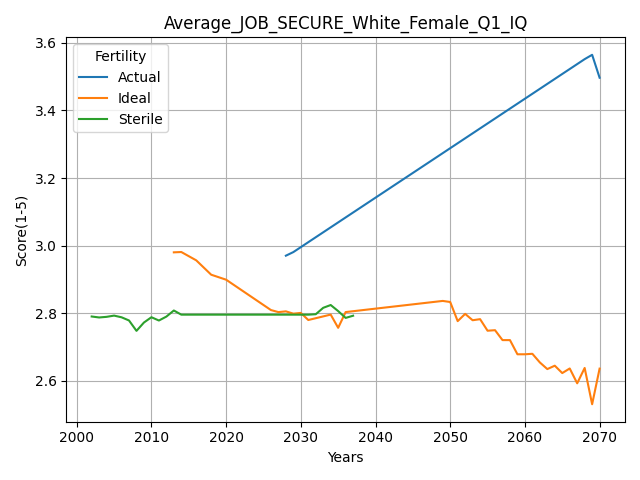 Average_JOB_SECURE_White_Female_Q1_IQ
Fertility
Actual
Ideal
Sterile
Score(1-5)
3.6
3.4
3.2
3.0
2.8
2.6
2000
2010
2020
2030
2040
2050
2060
2070
Years